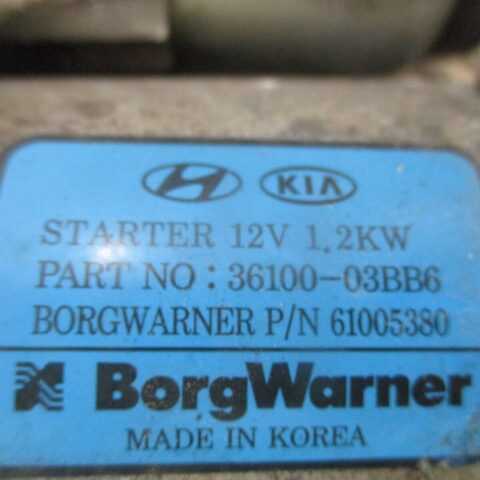 KIA
STARTER 12V 1.2KW
PART NO : 36100-03BB6
BORGWARNER P/N 61005380
BorgWarner
MADE IN KOREA